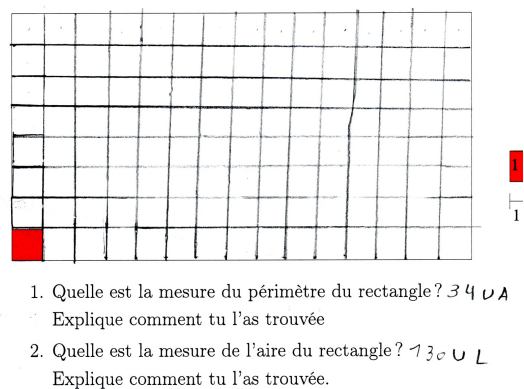 1
1
1. Quelle est la mesure du périmètre du rectangle ? 34 UA
Explique comment tu l'as trouvée
2. Quelle est la mesure de l'aire du rectangle ? 130 U L
Explique comment tu l'as trouvée.